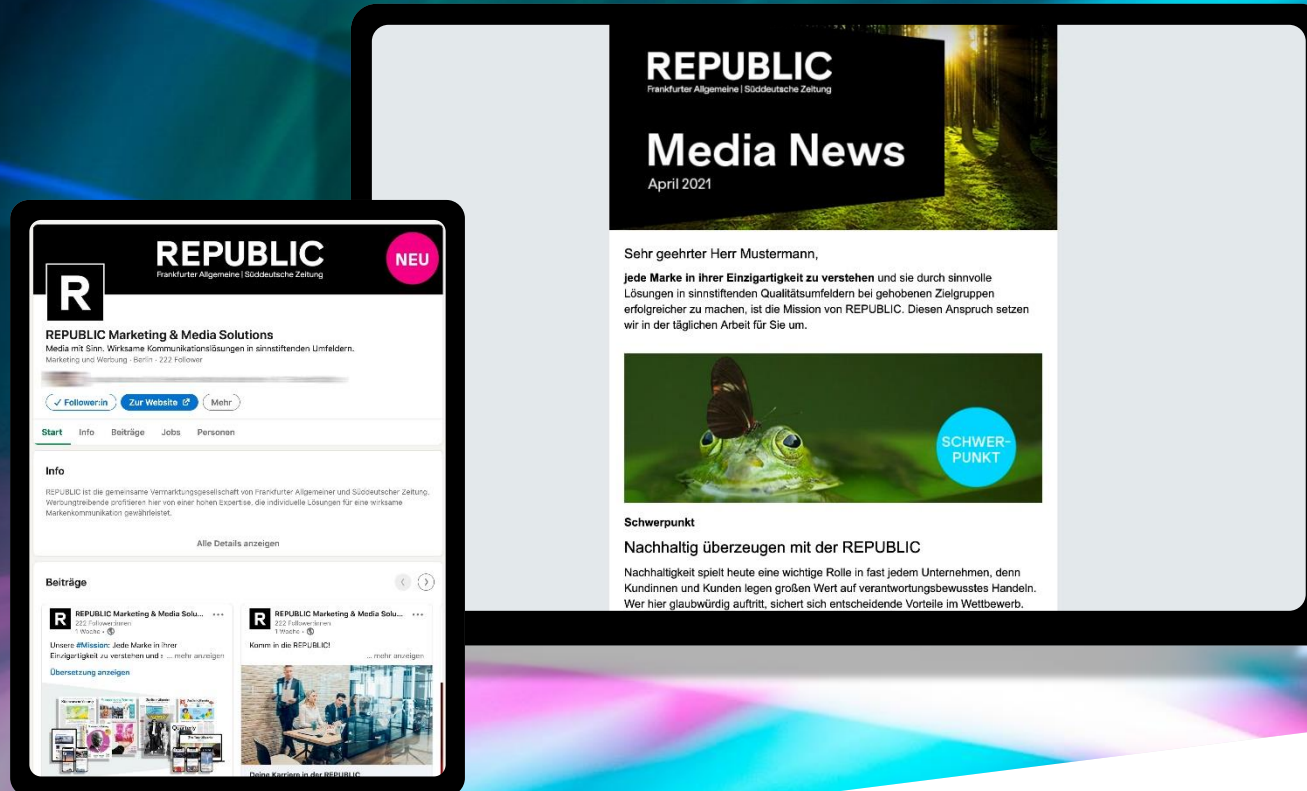 REPUBLIC
Frankfurter Allgemeine | Süddeutsche Zeitung
Media News
April 2021
Sehr geehrter Herr Mustermann,
jede Marke in ihrer Einzigartigkeit zu verstehen und sie durch sinnvolle
Lösungen in sinnstiftenden Qualitätsumfeldern bei gehobenen Zielgruppen
erfolgreicher zu machen, ist die Mission von REPUBLIC. Diesen Anspruch setzen
wir in der täglichen Arbeit für Sie um.
SCHWER-
PUNKT
Schwerpunkt
Nachhaltig überzeugen mit der REPUBLIC
Nachhaltigkeit spielt heute eine wichtige Rolle in fast jedem Unternehmen, denn
Kundinnen und Kunden legen großen Wert auf verantwortungsbewusstes Handeln.
Wer hier glaubwürdig auftritt, sichert sich entscheidende Vorteile im Wettbewerb.
REPUBLIC
Frankfurter Allgemeine | Süddeutsche Zeitung
NEU
R
REPUBLIC Marketing & Media Solutions
Media mit Sinn. Wirksame Kommunikationslösungen in sinnstiftenden Umfeldern.
Marketing und Werbung · Berlin · 222 Follower
✓ Follower:in Zur Website Mehr
Start Info Beiträge Jobs Personen
Info
REPUBLIC ist die gemeinsame Vermarktungsgesellschaft von Frankfurter Allgemeiner und Süddeutscher Zeitung.
Werbungtreibende profitieren hier von einer hohen Expertise, die individuelle Lösungen für eine wirksame
Markenkommunikation gewährleistet.
Alle Details anzeigen
Beiträge
R
REPUBLIC Marketing & Media Solu... •••
222 Follower:innen
1 Woche •
Unsere #Mission: Jede Marke in ihrer
Einzigartigkeit zu verstehen und s ... mehr anzeigen
Übersetzung anzeigen
R
REPUBLIC Marketing & Media Solu... •••
222 Follower:innen
1 Woche •
Komm in die REPUBLIC!
... mehr anzeigen
Deine Karriere in der REPUBLIC